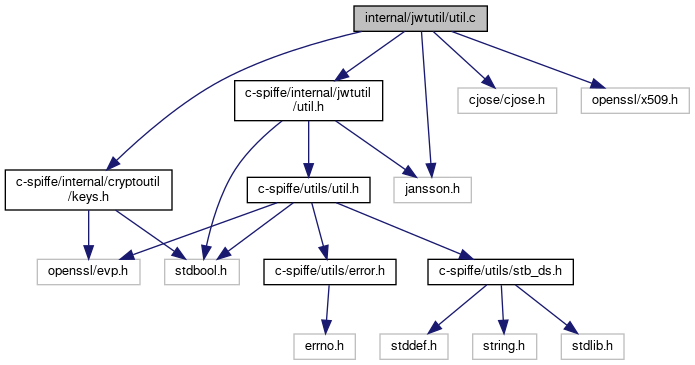 internal/jwtutil/util.c
c-spiffe/internal/jwtutil
/util.h
cjose/cjose.h
openssl/x509.h
c-spiffe/internal/cryptoutil
/keys.h
c-spiffe/utils/util.h
jansson.h
openssl/evp.h
stdbool.h
c-spiffe/utils/error.h
c-spiffe/utils/stb_ds.h
errno.h
stddef.h
string.h
stdlib.h